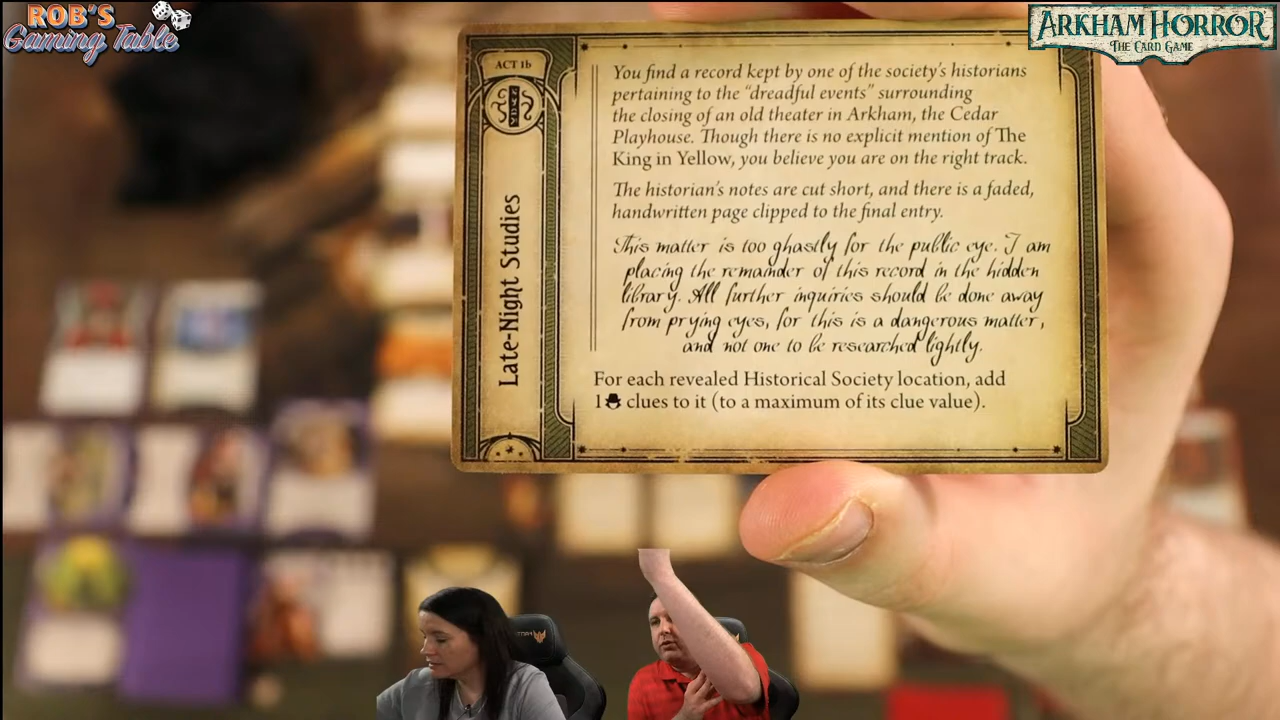 ROB'S
Gaming Table
ARKHAM HORROR
THE CARD GAME
ACT 1b
Late-Night Studies
You find a record kept by one of the society's historians
pertaining to the "dreadful events" surrounding
the closing of an old theater in Arkham, the Cedar
Playhouse. Though there is no explicit mention of The
King in Yellow, you believe you are on the right track.
The historian's notes are cut short, and there is a faded,
handwritten page clipped to the final entry.
This matter is too ghastly for the public eye. I am
placing the remainder of this record in the hidden
library. All further inquiries should be done away
from prying eyes, for this is a dangerous matter,
and not one to be researched lightly.
For each revealed Historical Society location, add
1 clues to it (to a maximum of its clue value).